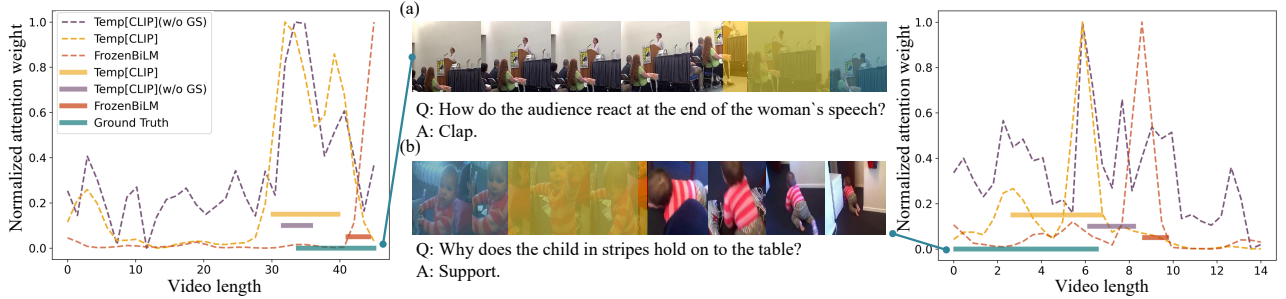 Normalized attention weight
1.0
0.8
0.6
0.4
0.2
0.0
Temp[CLIP](w/o GS)
Temp[CLIP]
FrozenBiLM
Temp[CLIP]
Temp[CLIP](w/o GS)
FrozenBiLM
Ground Truth
0 10 20 30 40
Video length
(a)
Q: How do the audience react at the end of the woman`s speech?
A: Clap.
(b)
Q: Why does the child in stripes hold on to the table?
A: Support.
Normalized attention weight
1.0
0.8
0.6
0.4
0.2
0.0
0 2 4 6 8 10 12 14
Video length